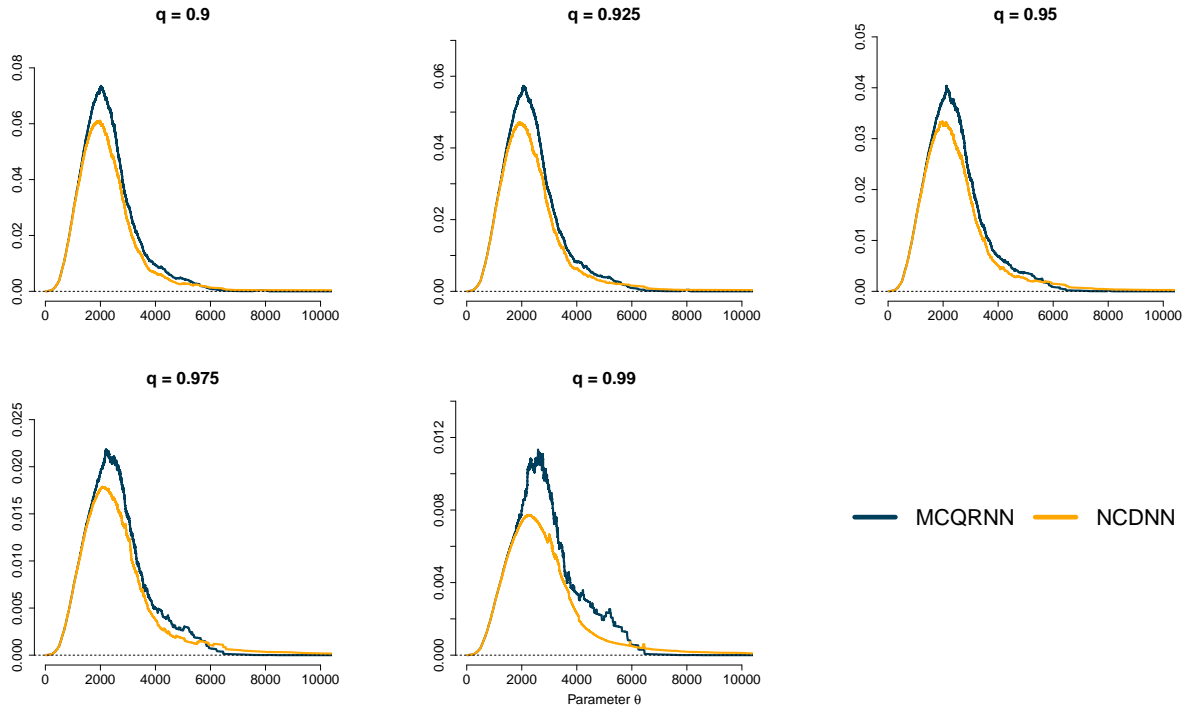 q = 0.9
0.00 0.02 0.04 0.06 0.08
0 2000 4000 6000 8000 10000
q = 0.925
0.00 0.02 0.04 0.06
0 2000 4000 6000 8000 10000
q = 0.95
0.00 0.01 0.02 0.03 0.04 0.05
0 2000 4000 6000 8000 10000
q = 0.975
0.000 0.005 0.010 0.015 0.020 0.025
0 2000 4000 6000 8000 10000
q = 0.99
0.000 0.004 0.008 0.012
0 2000 4000 6000 8000 10000
Parameter θ
MCQRNN NCDNN